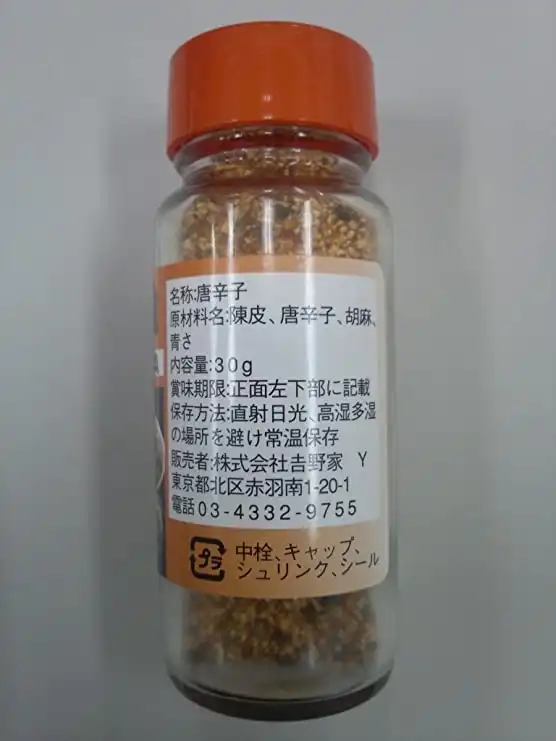 名称:唐辛子
原材料名:陳皮、唐辛子、胡麻、
青さ
内容量:30g
賞味期限:正面左下部に記載
保存方法:直射日光、高湿多湿
の場所を避け常温保存
販売者:株式会社𠮷野家 Y
東京都北区赤羽南1-20-1
電話03-4332-9755
プラ
中栓、キャップ、
シュリンク、シール